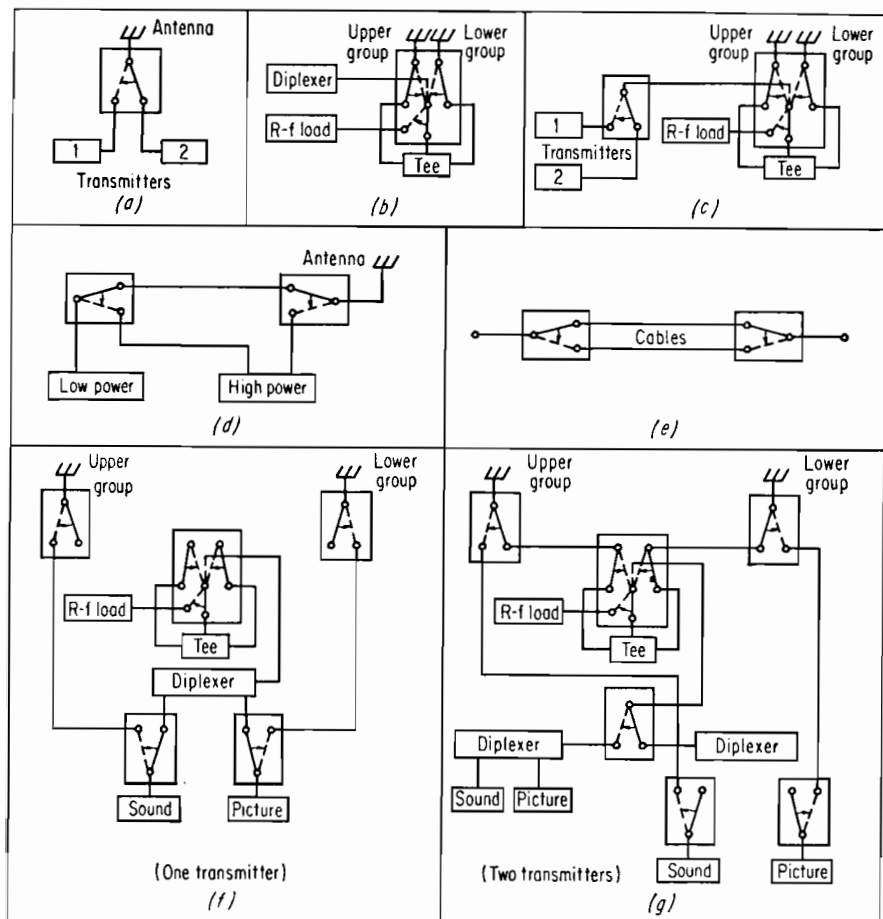 Antenna
1
2
Transmitters
(a)
Upper group
Lower group
Diplexer
R-f load
Tee
(b)
Upper group
Lower group
1
Transmitters
2
R-f load
Tee
(c)
Antenna
Low power
High power
(d)
Cables
(e)
Upper group
Lower group
R-f load
Tee
Diplexer
Sound
Picture
(One transmitter)
(f)
Upper group
Lower group
R-f load
Tee
Diplexer
Diplexer
Sound
Picture
(Two transmitters)
Sound
Picture
(g)